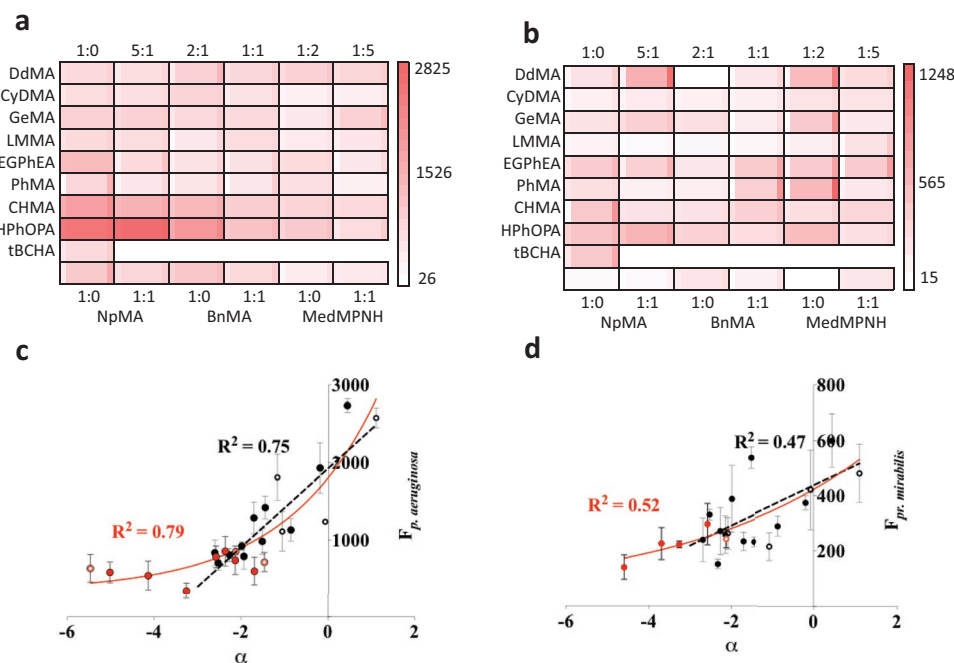 a
1:0 5:1 2:1 1:1 1:2 1:5
DdMA
CyDMA
GeMA
LMMA
EGPhEA
PhMA
CHMA
HPhOPA
tBCHA
2825
1526
26
1:0 1:1 1:0 1:1 1:0 1:1
NpMA BnMA MedMPNH
b
1:0 5:1 2:1 1:1 1:2 1:5
DdMA
CyDMA
GeMA
LMMA
EGPhEA
PhMA
CHMA
HPhOPA
tBCHA
1248
565
15
1:0 1:1 1:0 1:1 1:0 1:1
NpMA BnMA MedMPNH
c
3000
2000
1000
R² = 0.75
R² = 0.79
F p. aeruginosa
-6 -4 -2 0 2
α
d
800
600
400
200
R² = 0.47
R² = 0.52
F pr. mirabilis
-6 -4 -2 0 2
α